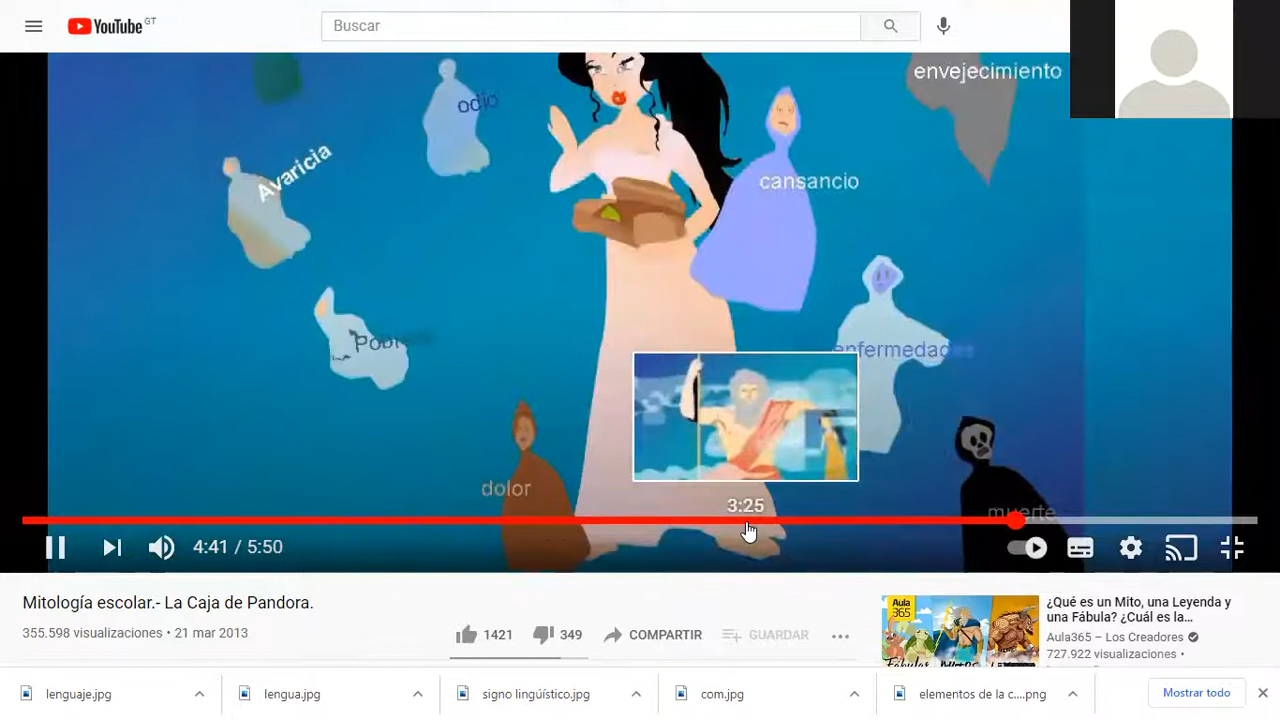 YouTube GT
Buscar
envejecimiento
odio
Avaricia
cansancio
Pobreza
enfermedades
dolor
muerte
3:25
4:41 / 5:50
Mitología escolar.- La Caja de Pandora.
355.598 visualizaciones • 21 mar 2013
1421
349
COMPARTIR
GUARDAR
¿Qué es un Mito, una Leyenda y
una Fábula? ¿Cuál es la...
Aula365 – Los Creadores
727.922 visualizaciones •
Aula
365
Fábulas
lenguaje.jpg
lengua.jpg
signo lingüístico.jpg
com.jpg
elementos de la c....png
Mostrar todo